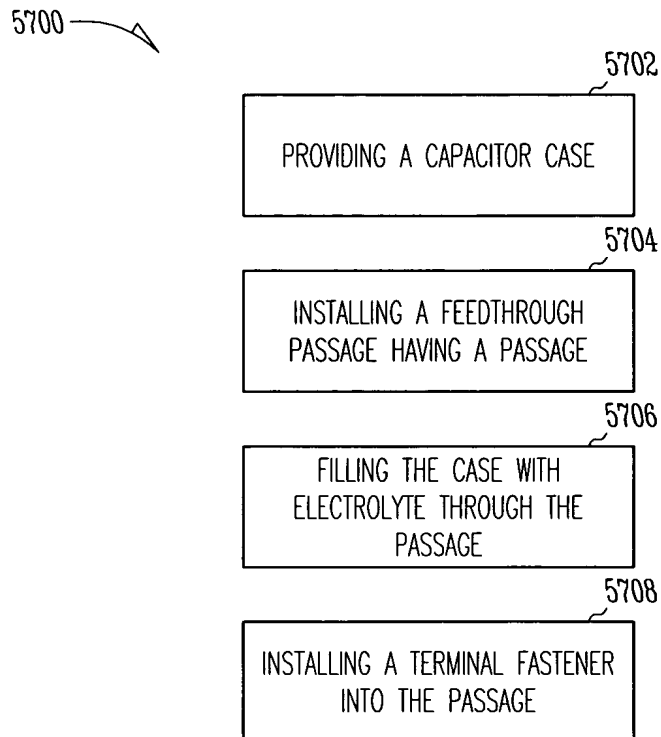 5700
5702
PROVIDING A CAPACITOR CASE
5704
INSTALLING A FEEDTHROUGH
PASSAGE HAVING A PASSAGE
5706
FILLING THE CASE WITH
ELECTROLYTE THROUGH THE
PASSAGE
5708
INSTALLING A TERMINAL FASTENER
INTO THE PASSAGE